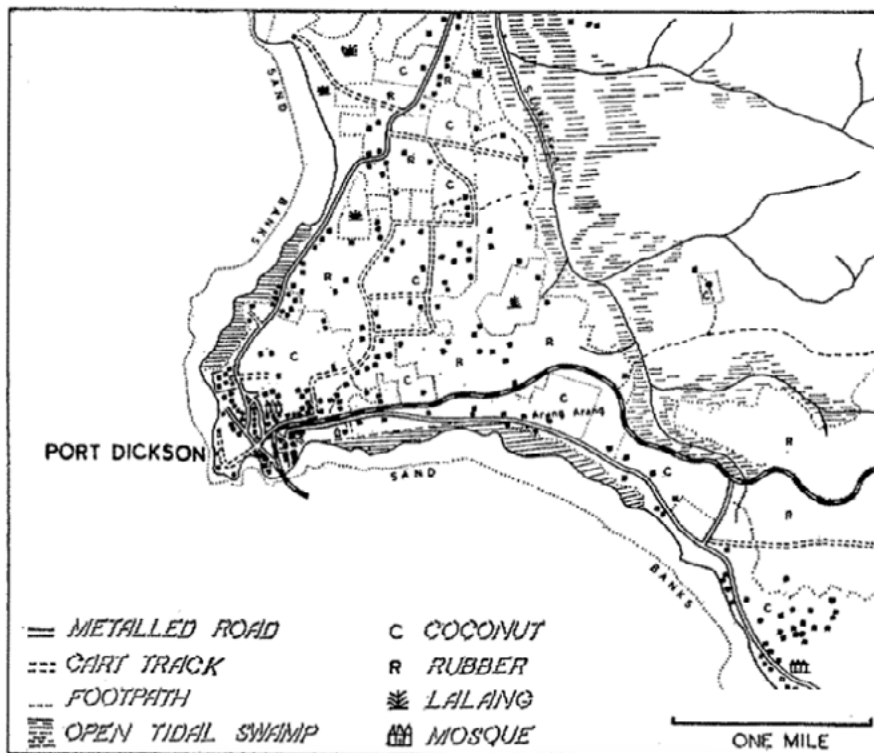 C
R
SAND
R
C
BANKS
R
C
R
R
C
C
R
C
R
C
C
Arang Arang
R
PORT DICKSON
SAND
C
R
BANKS
C
METALLED ROAD
CART TRACK
FOOTPATH
OPEN TIDAL SWAMP
C COCONUT
R RUBBER
LALANG
MOSQUE
ONE MILE